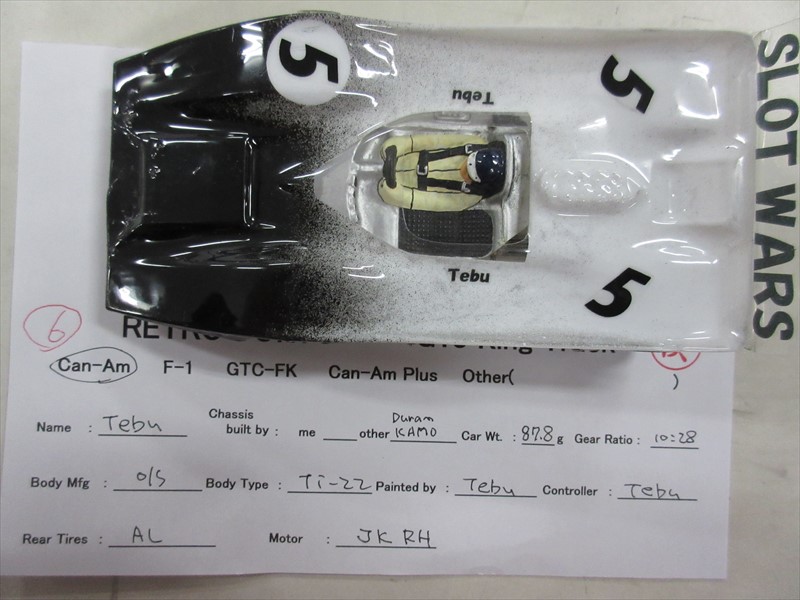 5
5
Tebu
Tebu
5
SLOT WARS
6
Can-Am F-1 GTC-FK Can-Am Plus Other( )
Name : Tebu Chassis built by : me ____ other Duram KAMO Car Wt. : 87.8 g Gear Ratio : 10:28
Body Mfg : O/S Body Type : Ti-22 Painted by : Tebu Controller : Tebu
Rear Tires : AL Motor : JK RH